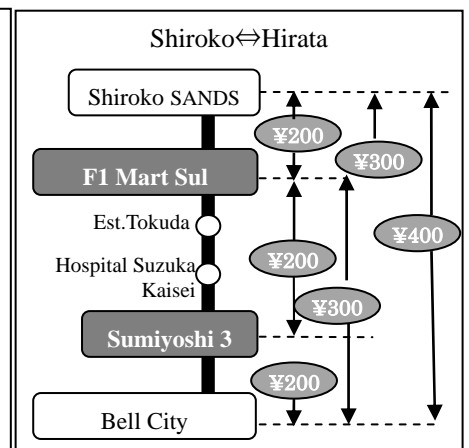 Shiroko⇔Hirata
Shiroko SANDS
¥200
¥300
F1 Mart Sul
Est.Tokuda
¥400
Hospital Suzuka
Kaisei
¥200
¥300
Sumiyoshi 3
¥200
Bell City